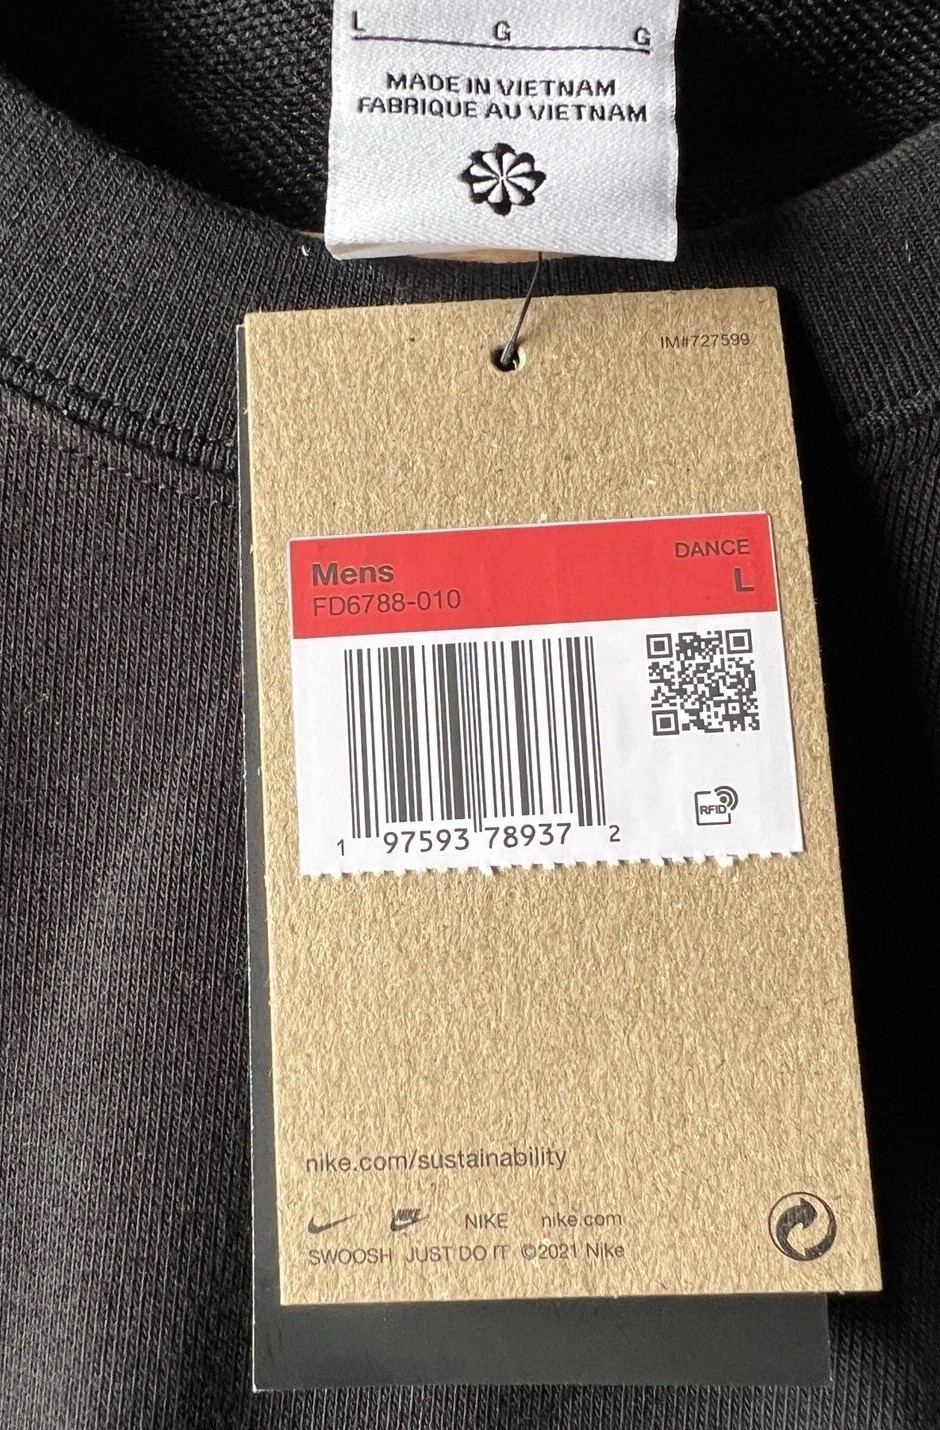 L G G
MADE IN VIETNAM
FABRIQUE AU VIETNAM
IM#727599
DANCE
Mens L
FD6788-010
RFID
1 97593 78937 2
nike.com/sustainability
NIKE NIKE nike.com
SWOOSH JUST DO IT ©2021 Nike